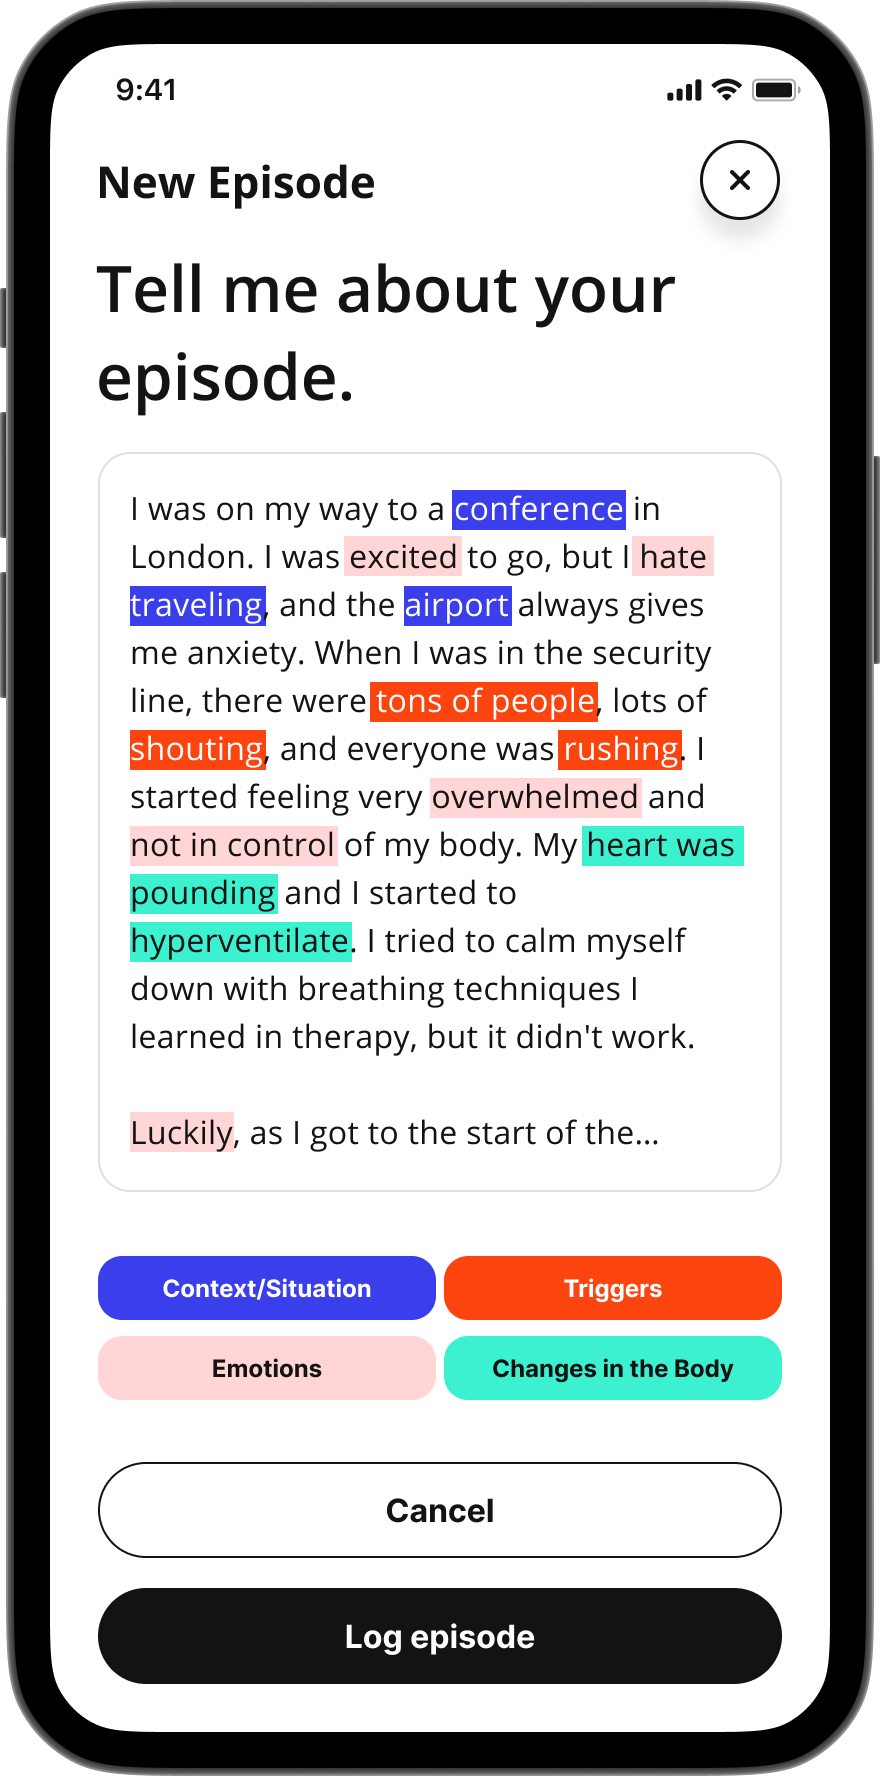 9:41
New Episode
Tell me about your
episode.
I was on my way to a conference in
London. I was excited to go, but I hate
traveling, and the airport always gives
me anxiety. When I was in the security
line, there were tons of people, lots of
shouting, and everyone was rushing. I
started feeling very overwhelmed and
not in control of my body. My heart was
pounding and I started to
hyperventilate. I tried to calm myself
down with breathing techniques I
learned in therapy, but it didn't work.
Luckily, as I got to the start of the...
Context/Situation
Triggers
Emotions
Changes in the Body
Cancel
Log episode